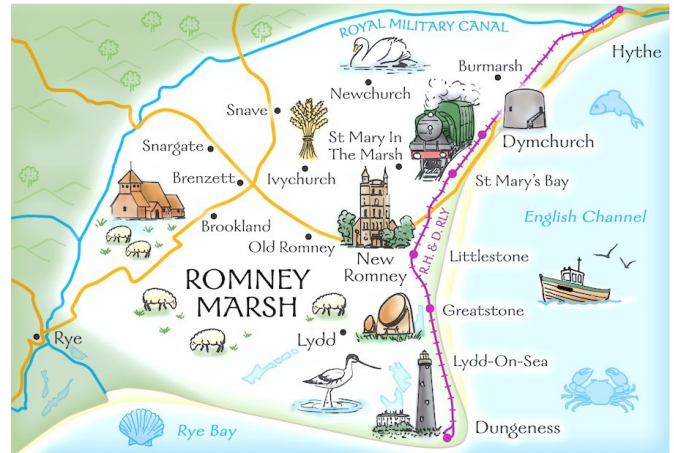 ROYAL MILITARY CANAL
Hythe
Burmarsh
Newchurch
Snave
St Mary In
The Marsh
Dymchurch
Snargate
Brenzett
Ivychurch
St Mary's Bay
English Channel
Brookland
Old Romney
New
Romney
R.H. & D. RLY
Littlestone
ROMNEY
MARSH
Greatstone
Rye
Lydd
Lydd-On-Sea
Rye Bay
Dungeness